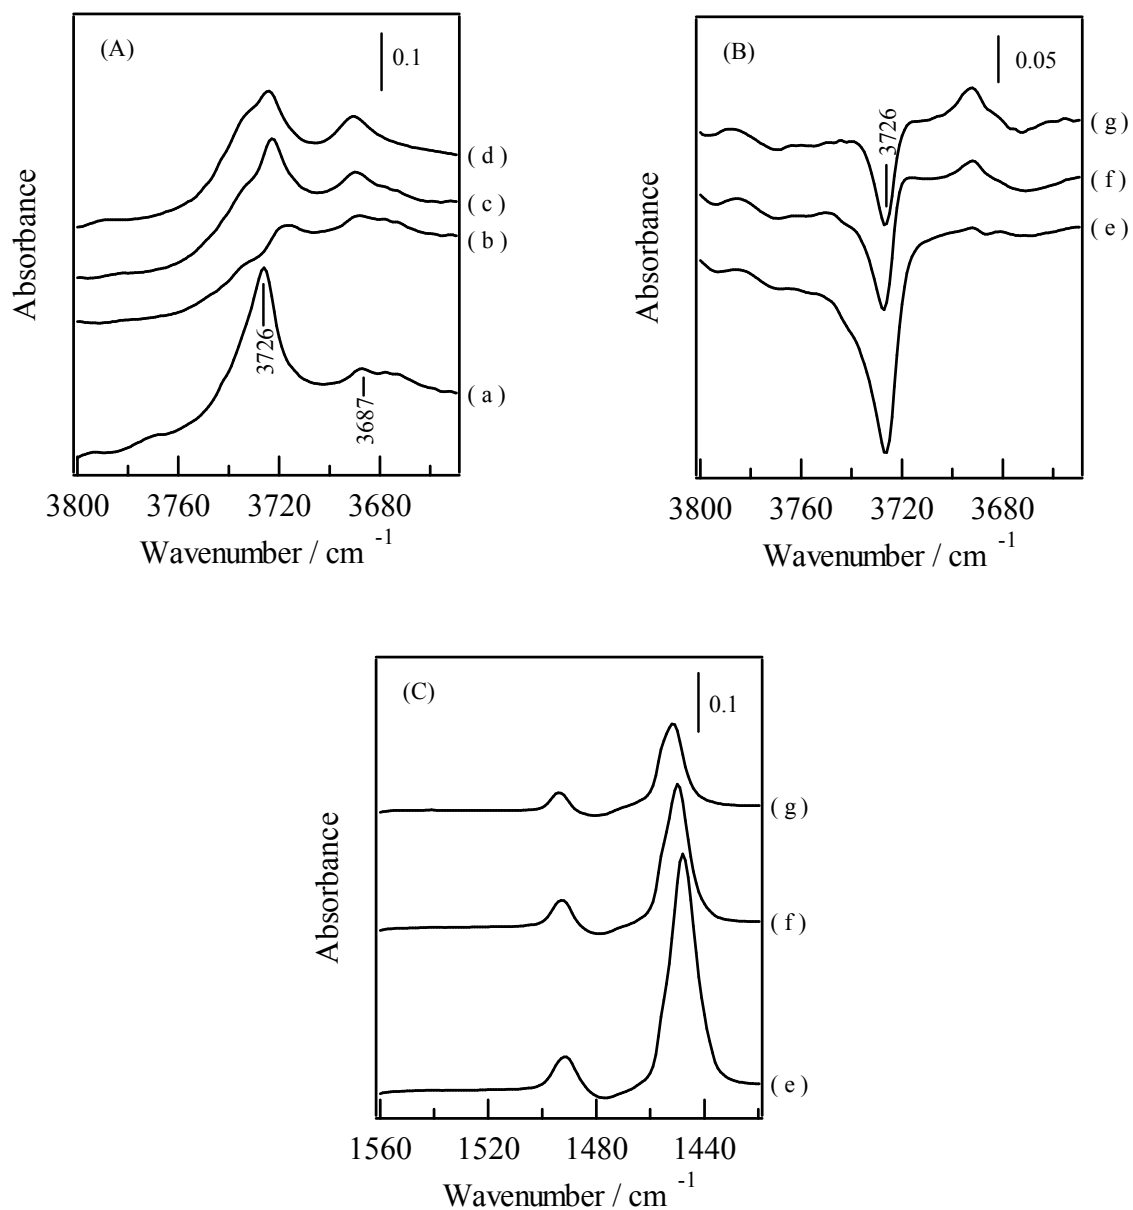 (A)
0.1
Absorbance
( d )
( c )
( b )
3726
3687
( a )
3800 3760 3720 3680
Wavenumber / cm -1
(B)
0.05
Absorbance
3726
( g )
( f )
( e )
3800 3760 3720 3680
Wavenumber / cm -1
(C)
0.1
Absorbance
( g )
( f )
( e )
1560 1520 1480 1440
Wavenumber / cm -1